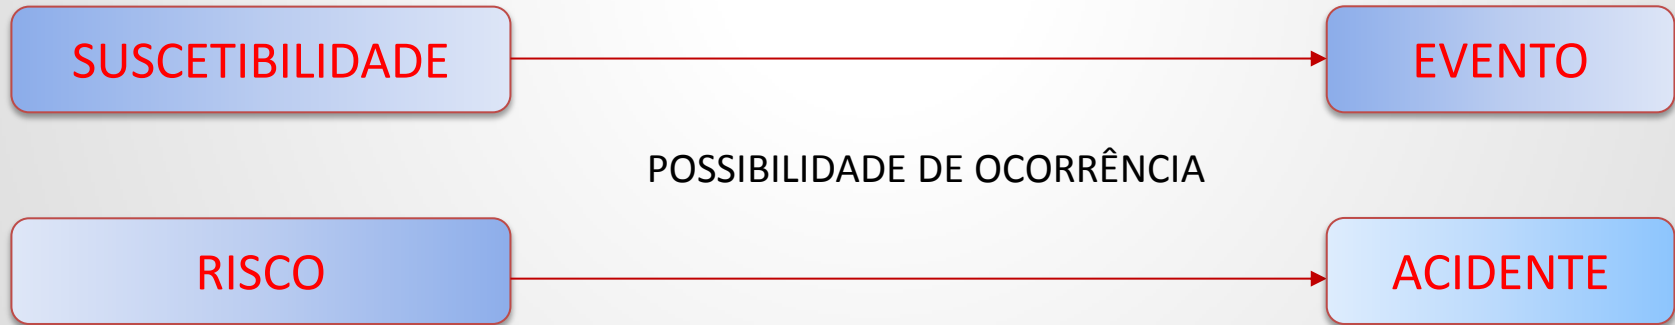 SUSCETIBILIDADE
EVENTO
POSSIBILIDADE DE OCORRÊNCIA
RISCO
ACIDENTE